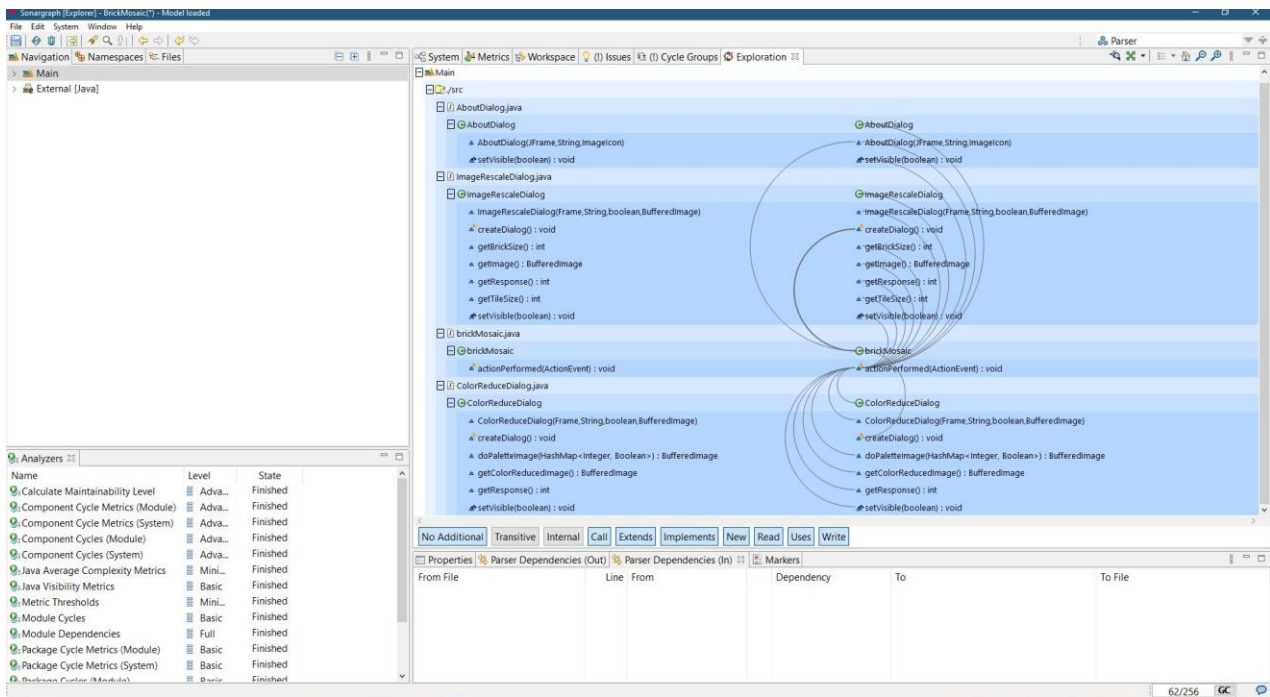 Sonargraph [Explorer] - BrickMosaic(*) - Model loaded
File Edit System Window Help
Parser
Navigation Namespaces Files
Main
External [Java]
System Metrics Workspace (!) Issues (!) Cycle Groups Exploration
Main
./src
AboutDialog.java
AboutDialog AboutDialog
AboutDialog(JFrame,String,ImageIcon) AboutDialog(JFrame,String,ImageIcon)
setVisible(boolean) : void setVisible(boolean) : void
ImageRescaleDialog.java
ImageRescaleDialog ImageRescaleDialog
ImageRescaleDialog(Frame,String,boolean,BufferedImage) ImageRescaleDialog(Frame,String,boolean,BufferedImage)
createDialog() : void createDialog() : void
getBrickSize() : int getBrickSize() : int
getImage() : BufferedImage getImage() : BufferedImage
getResponse() : int getResponse() : int
getTileSize() : int getTileSize() : int
setVisible(boolean) : void setVisible(boolean) : void
brickMosaic.java
brickMosaic brickMosaic
actionPerformed(ActionEvent) : void actionPerformed(ActionEvent) : void
ColorReduceDialog.java
ColorReduceDialog ColorReduceDialog
ColorReduceDialog(Frame,String,boolean,BufferedImage) ColorReduceDialog(Frame,String,boolean,BufferedImage)
createDialog() : void createDialog() : void
doPaletteImage(HashMap<Integer, Boolean>) : BufferedImage doPaletteImage(HashMap<Integer, Boolean>) : BufferedImage
getColorReducedImage() : BufferedImage getColorReducedImage() : BufferedImage
getResponse() : int getResponse() : int
setVisible(boolean) : void setVisible(boolean) : void
No Additional Transitive Internal Call Extends Implements New Read Uses Write
Analyzers
Name Level State
Calculate Maintainability Level Adva... Finished
Component Cycle Metrics (Module) Adva... Finished
Component Cycle Metrics (System) Adva... Finished
Component Cycles (Module) Adva... Finished
Component Cycles (System) Adva... Finished
Java Average Complexity Metrics Mini... Finished
Java Visibility Metrics Basic Finished
Metric Thresholds Mini... Finished
Module Cycles Basic Finished
Module Dependencies Full Finished
Package Cycle Metrics (Module) Basic Finished
Package Cycle Metrics (System) Basic Finished
Package Cycles (Module) Basic Finished
Properties Parser Dependencies (Out) Parser Dependencies (In) Markers
From File Line From Dependency To To File
62/256 GC